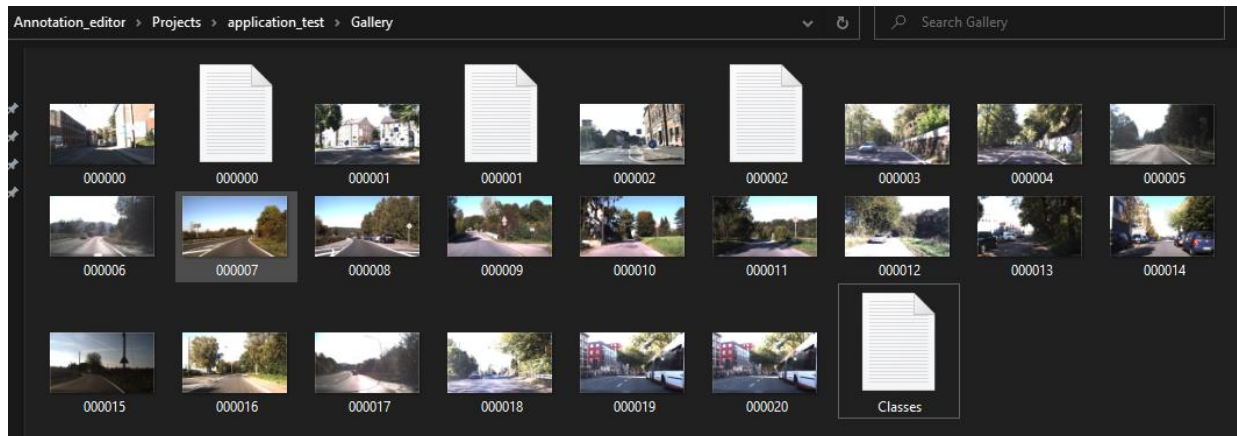 Annotation_editor > Projects > application_test > Gallery
Search Gallery
000000 000000 000001 000001 000002 000002 000003 000004 000005
000006 000007 000008 000009 000010 000011 000012 000013 000014
000015 000016 000017 000018 000019 000020 Classes